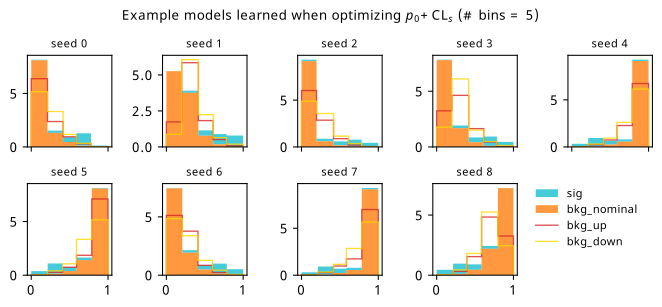 Example models learned when optimizing p₀+ CLₛ (# bins = 5)
seed 0 seed 1 seed 2 seed 3 seed 4
5 0
5.0 2.5 0.0
5 0
5 0
5 0
seed 5 seed 6 seed 7 seed 8
5 0
5 0
5 0
5 0
0 1 0 1 0 1 0 1
sig
bkg_nominal
bkg_up
bkg_down